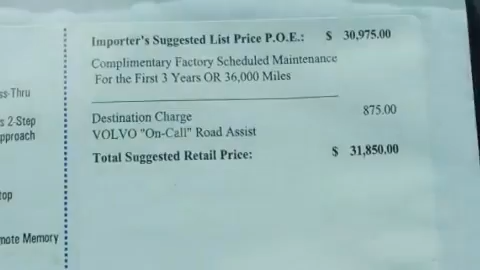 Importer's Suggested List Price P.O.E.: $ 30,975.00
Complimentary Factory Scheduled Maintenance
For the First 3 Years OR 36,000 Miles
Destination Charge 875.00
VOLVO "On-Call" Road Assist
Total Suggested Retail Price: $ 31,850.00
ss-Thru
s 2-Step
pproach
top
mote Memory